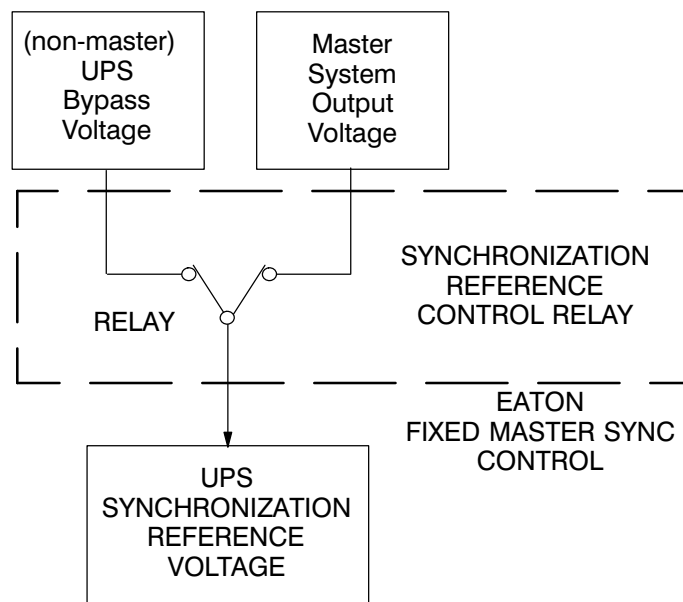 (non-master)
UPS
Bypass
Voltage
Master
System
Output
Voltage
SYNCHRONIZATION
REFERENCE
CONTROL RELAY
RELAY
EATON
FIXED MASTER SYNC
CONTROL
UPS
SYNCHRONIZATION
REFERENCE
VOLTAGE